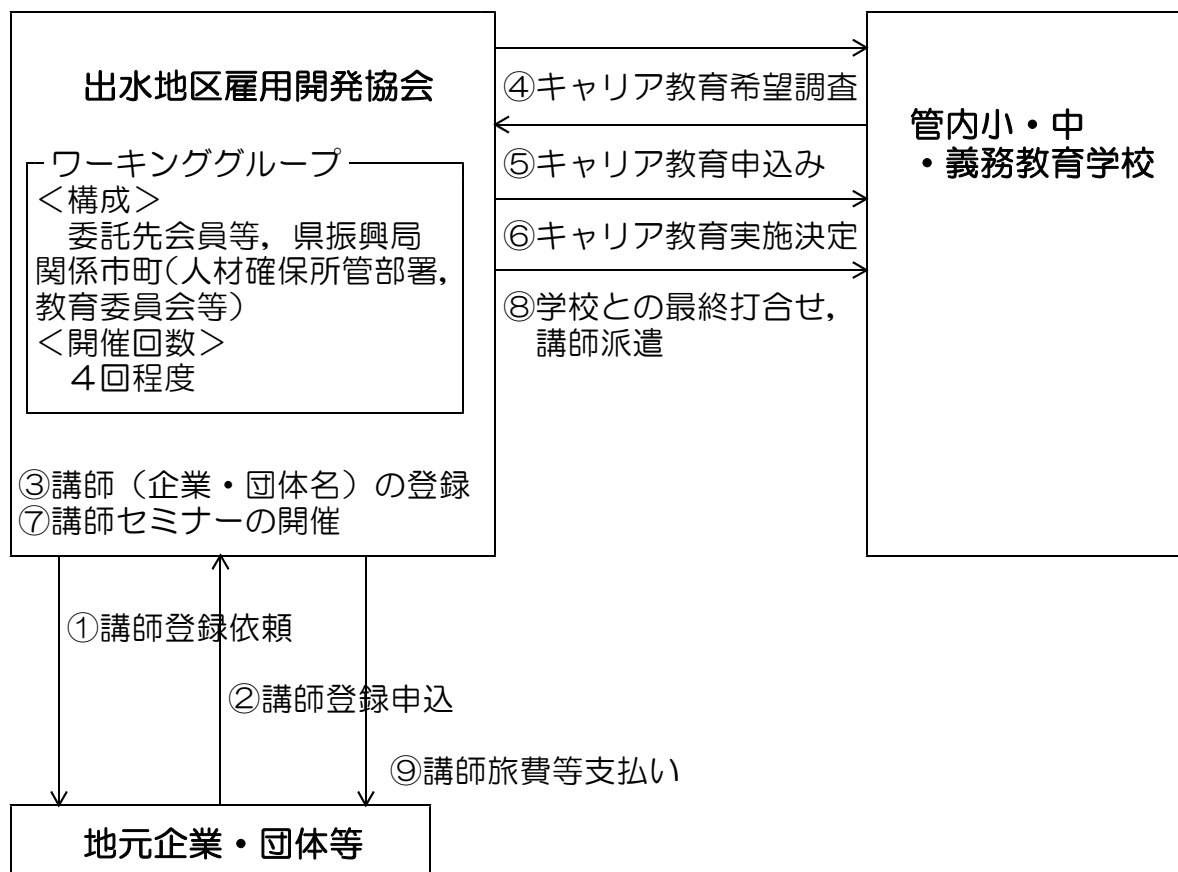 出水地区雇用開発協会
ワーキンググループ
＜構成＞
委託先会員等，県振興局
関係市町（人材確保所管部署，
教育委員会等）
＜開催回数＞
４回程度
③講師（企業・団体名）の登録
⑦講師セミナーの開催
④キャリア教育希望調査
⑤キャリア教育申込み
⑥キャリア教育実施決定
⑧学校との最終打合せ，
講師派遣
管内小・中
・義務教育学校
①講師登録依頼
②講師登録申込
⑨講師旅費等支払い
地元企業・団体等